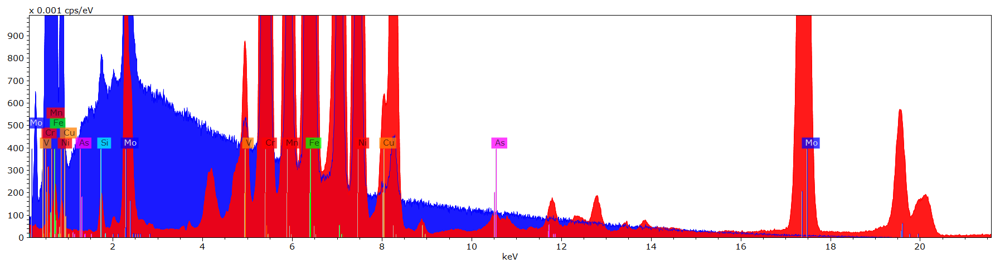 x 0.001 cps/eV
900
800
700
600
500
400
300
200
100
0
Mn
Mo Fe
Cr Cu
V Ni As Si Mo V Cr Mn Fe Ni Cu As Mo
2 4 6 8 10 12 14 16 18 20
keV